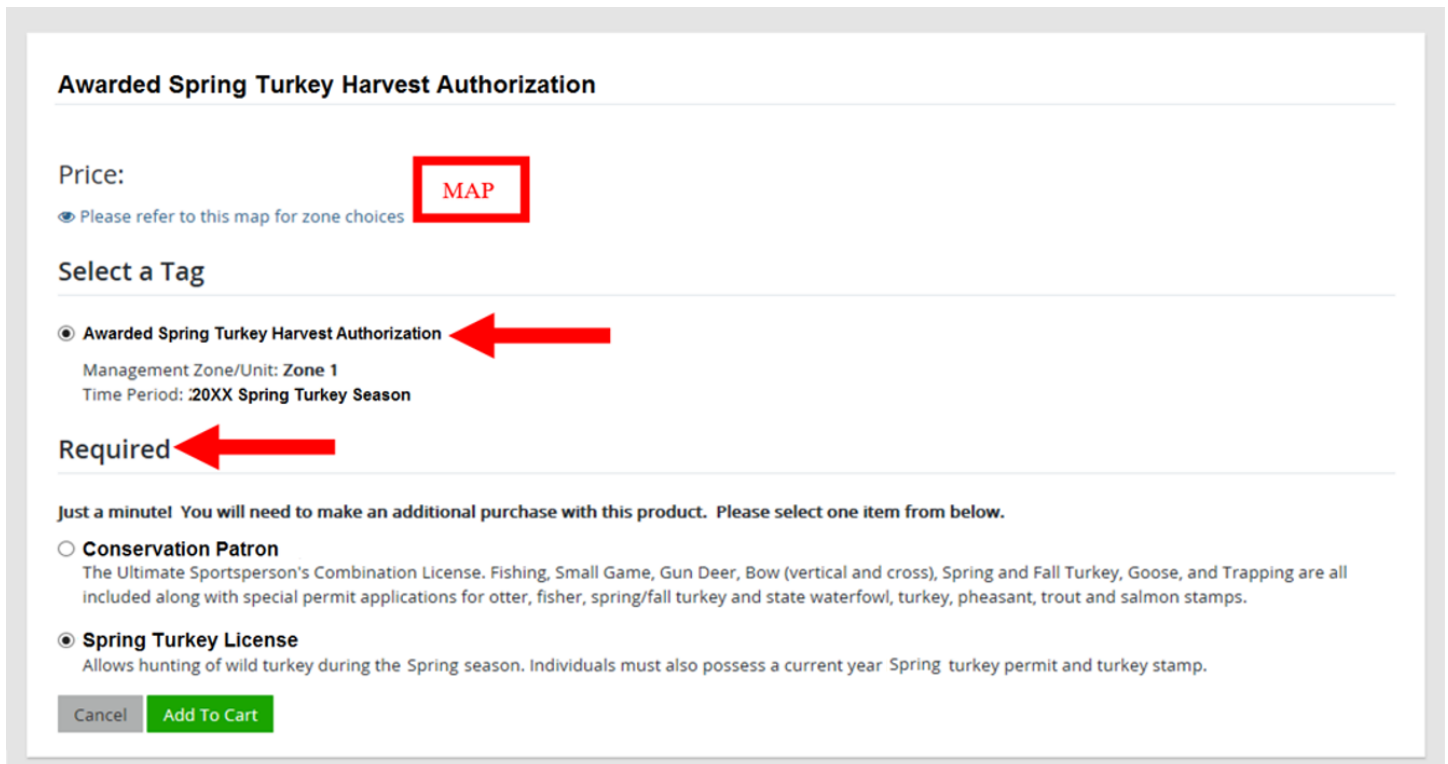 Awarded Spring Turkey Harvest Authorization
Price:
MAP
Please refer to this map for zone choices
Select a Tag
Awarded Spring Turkey Harvest Authorization
Management Zone/Unit: Zone 1
Time Period: 20XX Spring Turkey Season
Required
Just a minute! You will need to make an additional purchase with this product. Please select one item from below.
Conservation Patron
The Ultimate Sportsperson's Combination License. Fishing, Small Game, Gun Deer, Bow (vertical and cross), Spring and Fall Turkey, Goose, and Trapping are all
included along with special permit applications for otter, fisher, spring/fall turkey and state waterfowl, turkey, pheasant, trout and salmon stamps.
Spring Turkey License
Allows hunting of wild turkey during the Spring season. Individuals must also possess a current year Spring turkey permit and turkey stamp.
Cancel Add To Cart